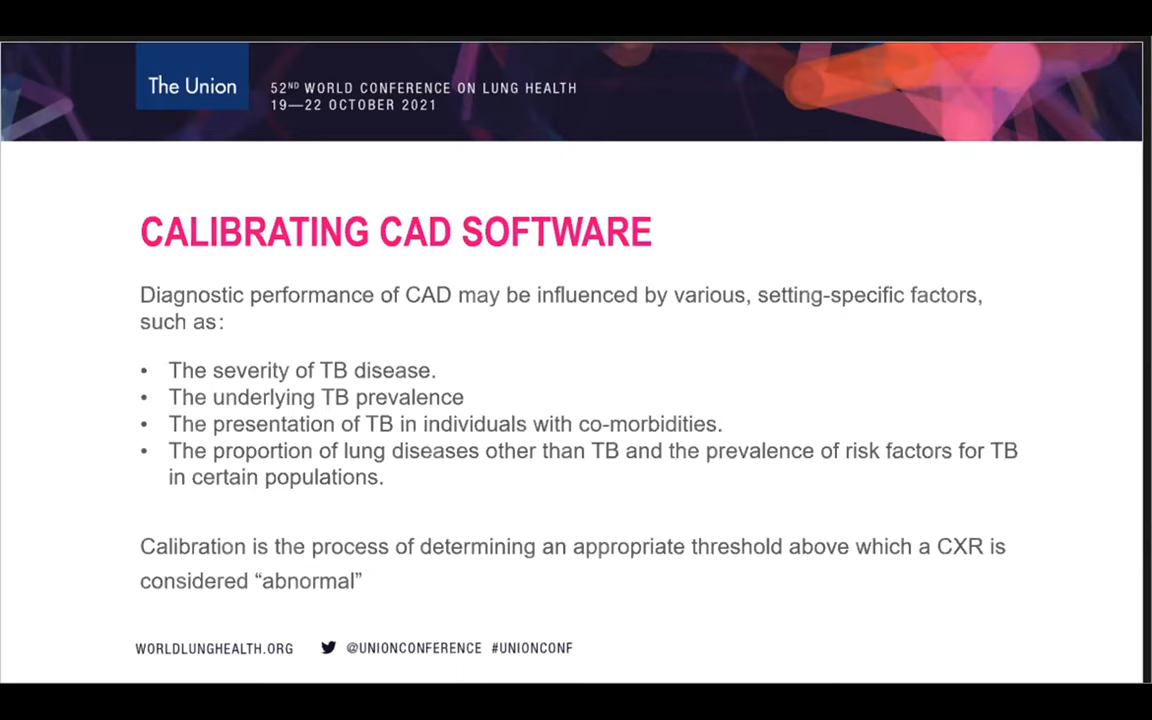 The Union
52ND WORLD CONFERENCE ON LUNG HEALTH
19—22 OCTOBER 2021
CALIBRATING CAD SOFTWARE
Diagnostic performance of CAD may be influenced by various, setting-specific factors,
such as:
• The severity of TB disease.
• The underlying TB prevalence
• The presentation of TB in individuals with co-morbidities.
• The proportion of lung diseases other than TB and the prevalence of risk factors for TB
in certain populations.
Calibration is the process of determining an appropriate threshold above which a CXR is
considered “abnormal”
WORLDLUNGHEALTH.ORG @UNIONCONFERENCE #UNIONCONF